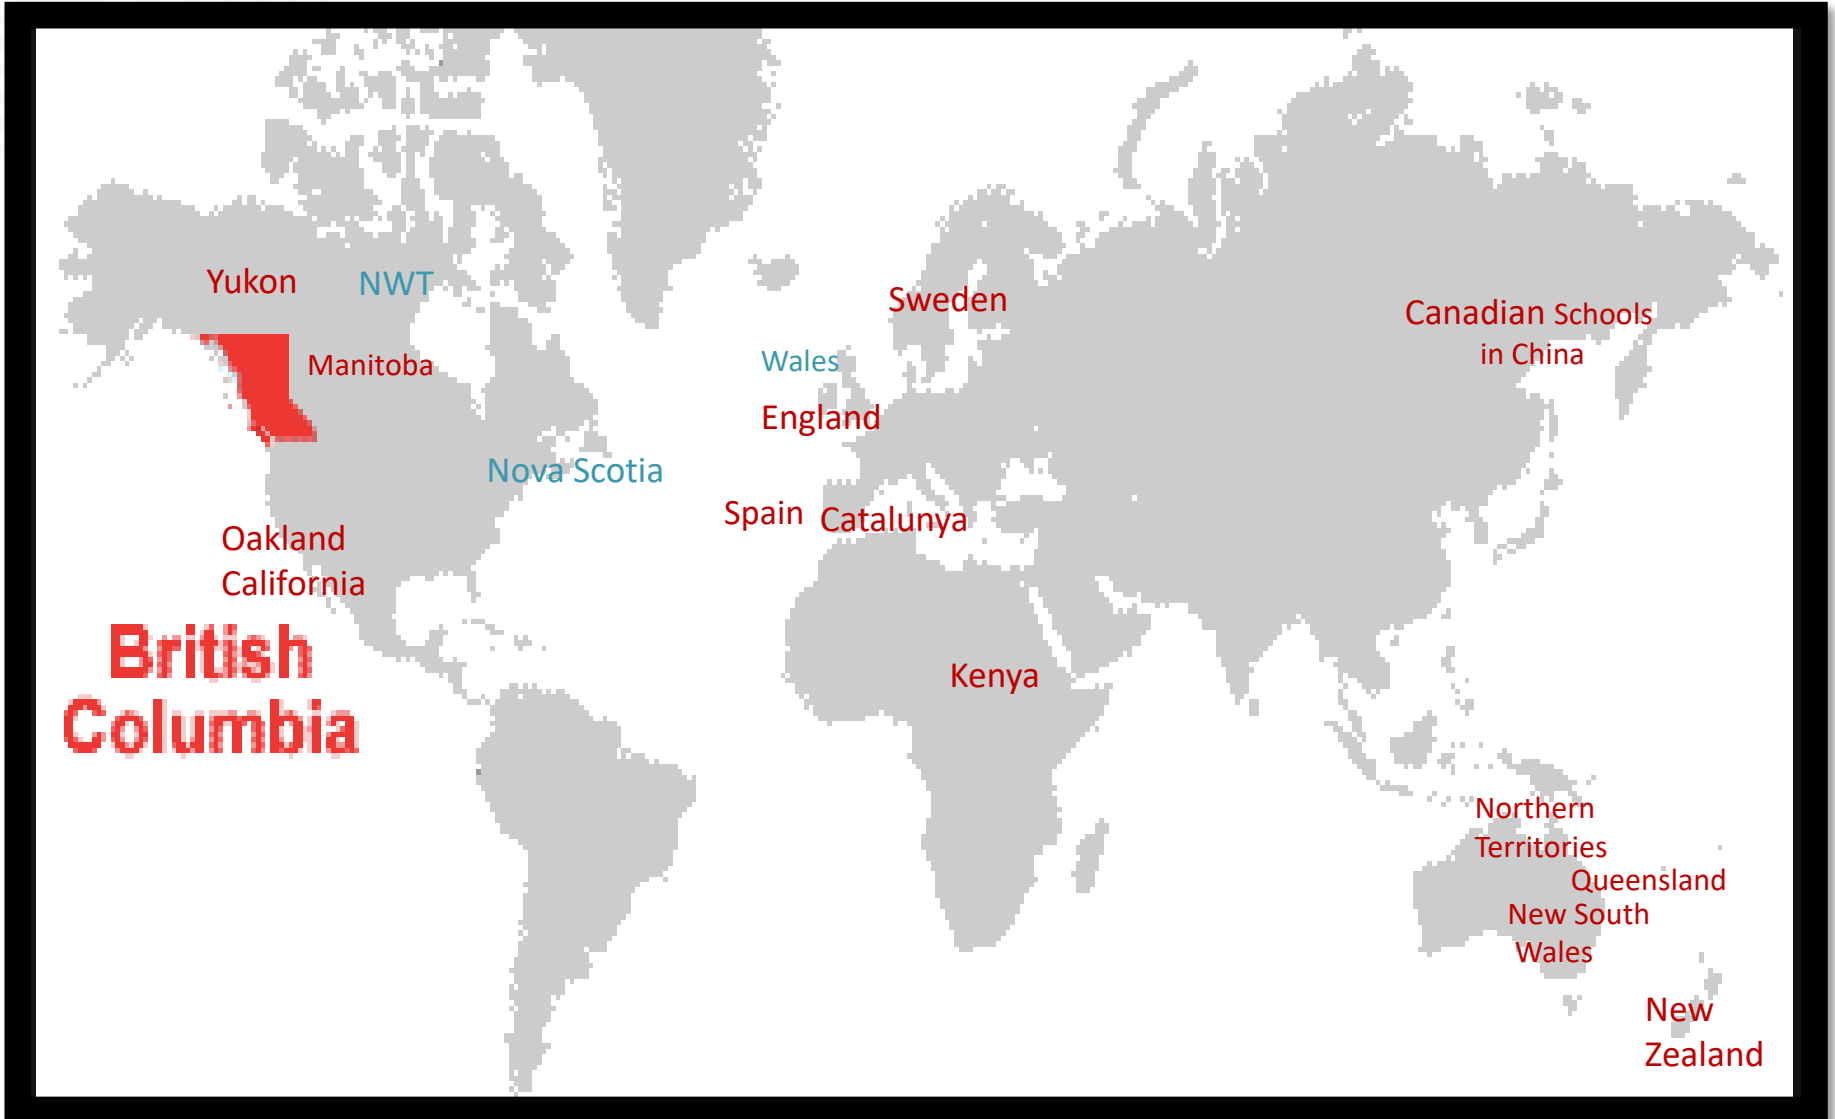 Yukon
NWT
Sweden
Canadian Schools
in China
Manitoba
Wales
England
Nova Scotia
Spain
Catalunya
Oakland
California
British
Columbia
Kenya
Northern
Territories
Queensland
New South
Wales
New
Zealand